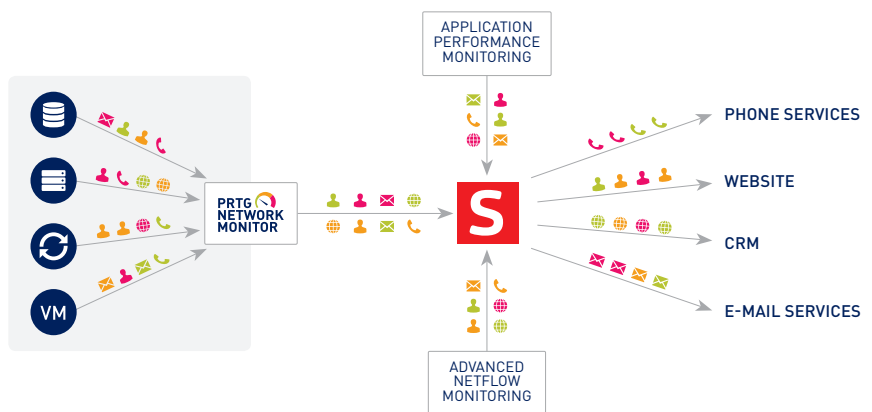 APPLICATION
PERFORMANCE
MONITORING
PRTG
NETWORK
MONITOR
VM
S
PHONE SERVICES
WEBSITE
CRM
E-MAIL SERVICES
ADVANCED
NETFLOW
MONITORING